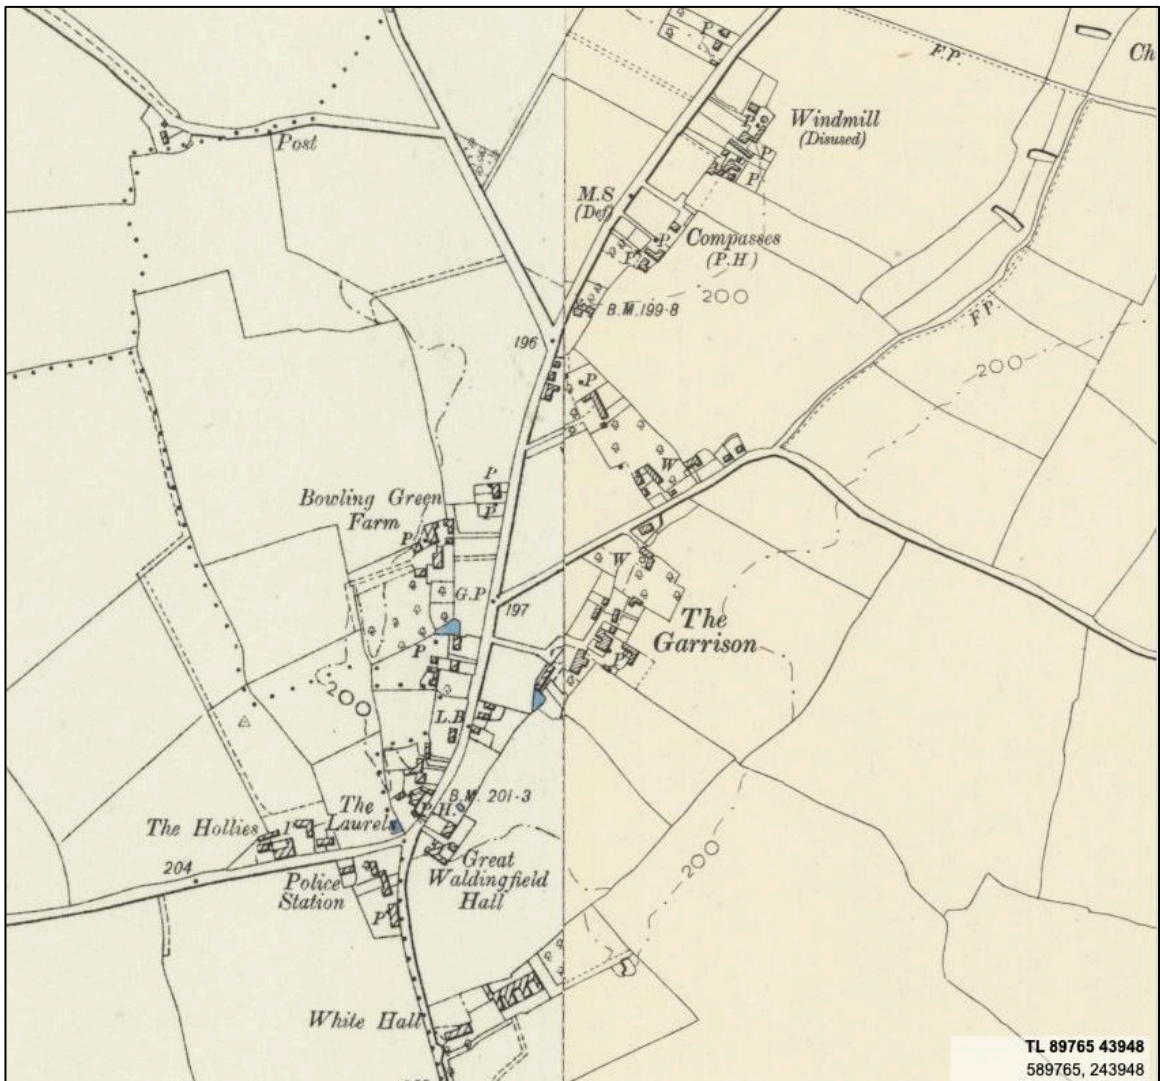 F.P.
Ch
P
Windmill
(Disused)
P
P
P
Post
M.S
(Def)
Compasses
(P.H)
P
P
200
B.M.199·8
F.P.
196
200
P
W
P
Bowling Green
Farm
P
P
W
G.P
197
The
Garrison
P
P
200
L.B
B.M. 201·3
P.H.
The
Laurels
The Hollies
204
Police
Station
Great
Waldingfield
Hall
200
P
White Hall
TL 89765 43948
589765, 243948